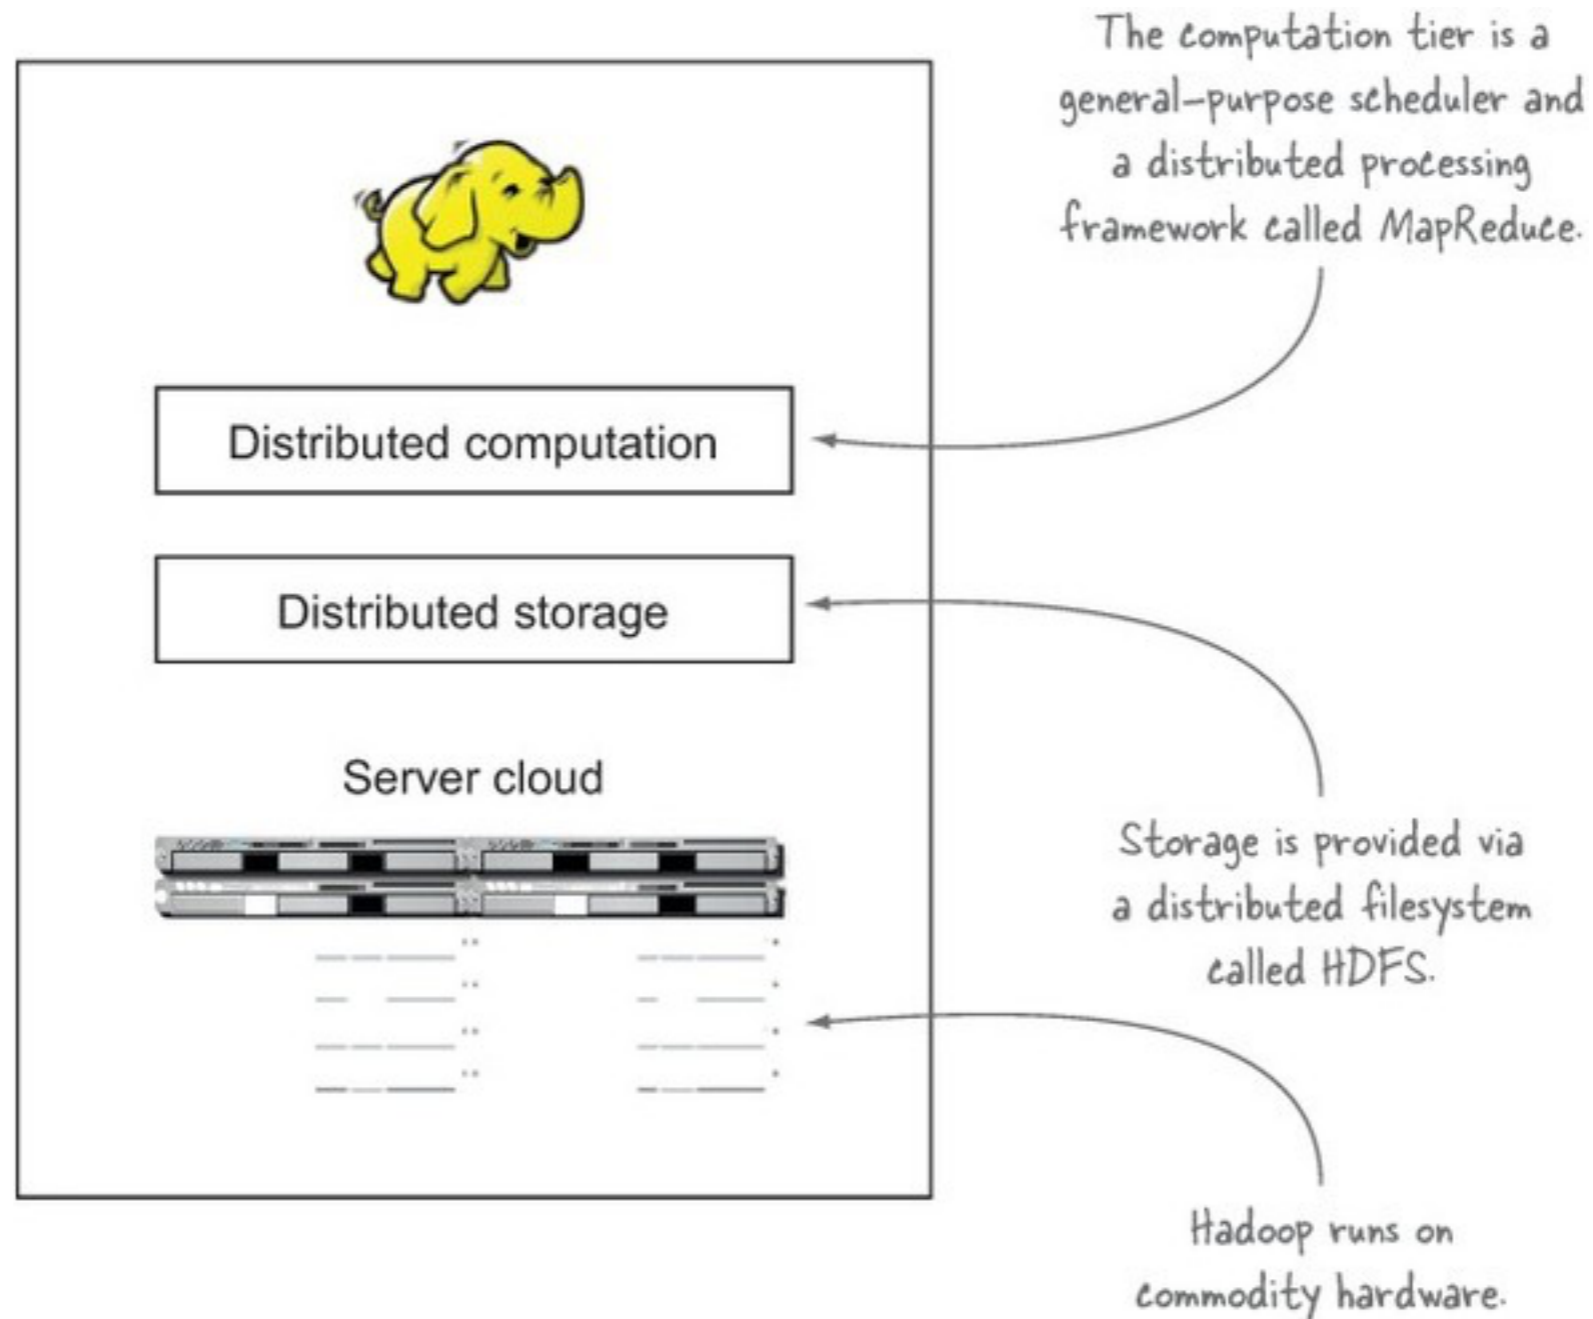 The computation tier is a
general-purpose scheduler and
a distributed processing
framework called MapReduce.
Distributed computation
Distributed storage
Server cloud
Storage is provided via
a distributed filesystem
called HDFS.
Hadoop runs on
commodity hardware.